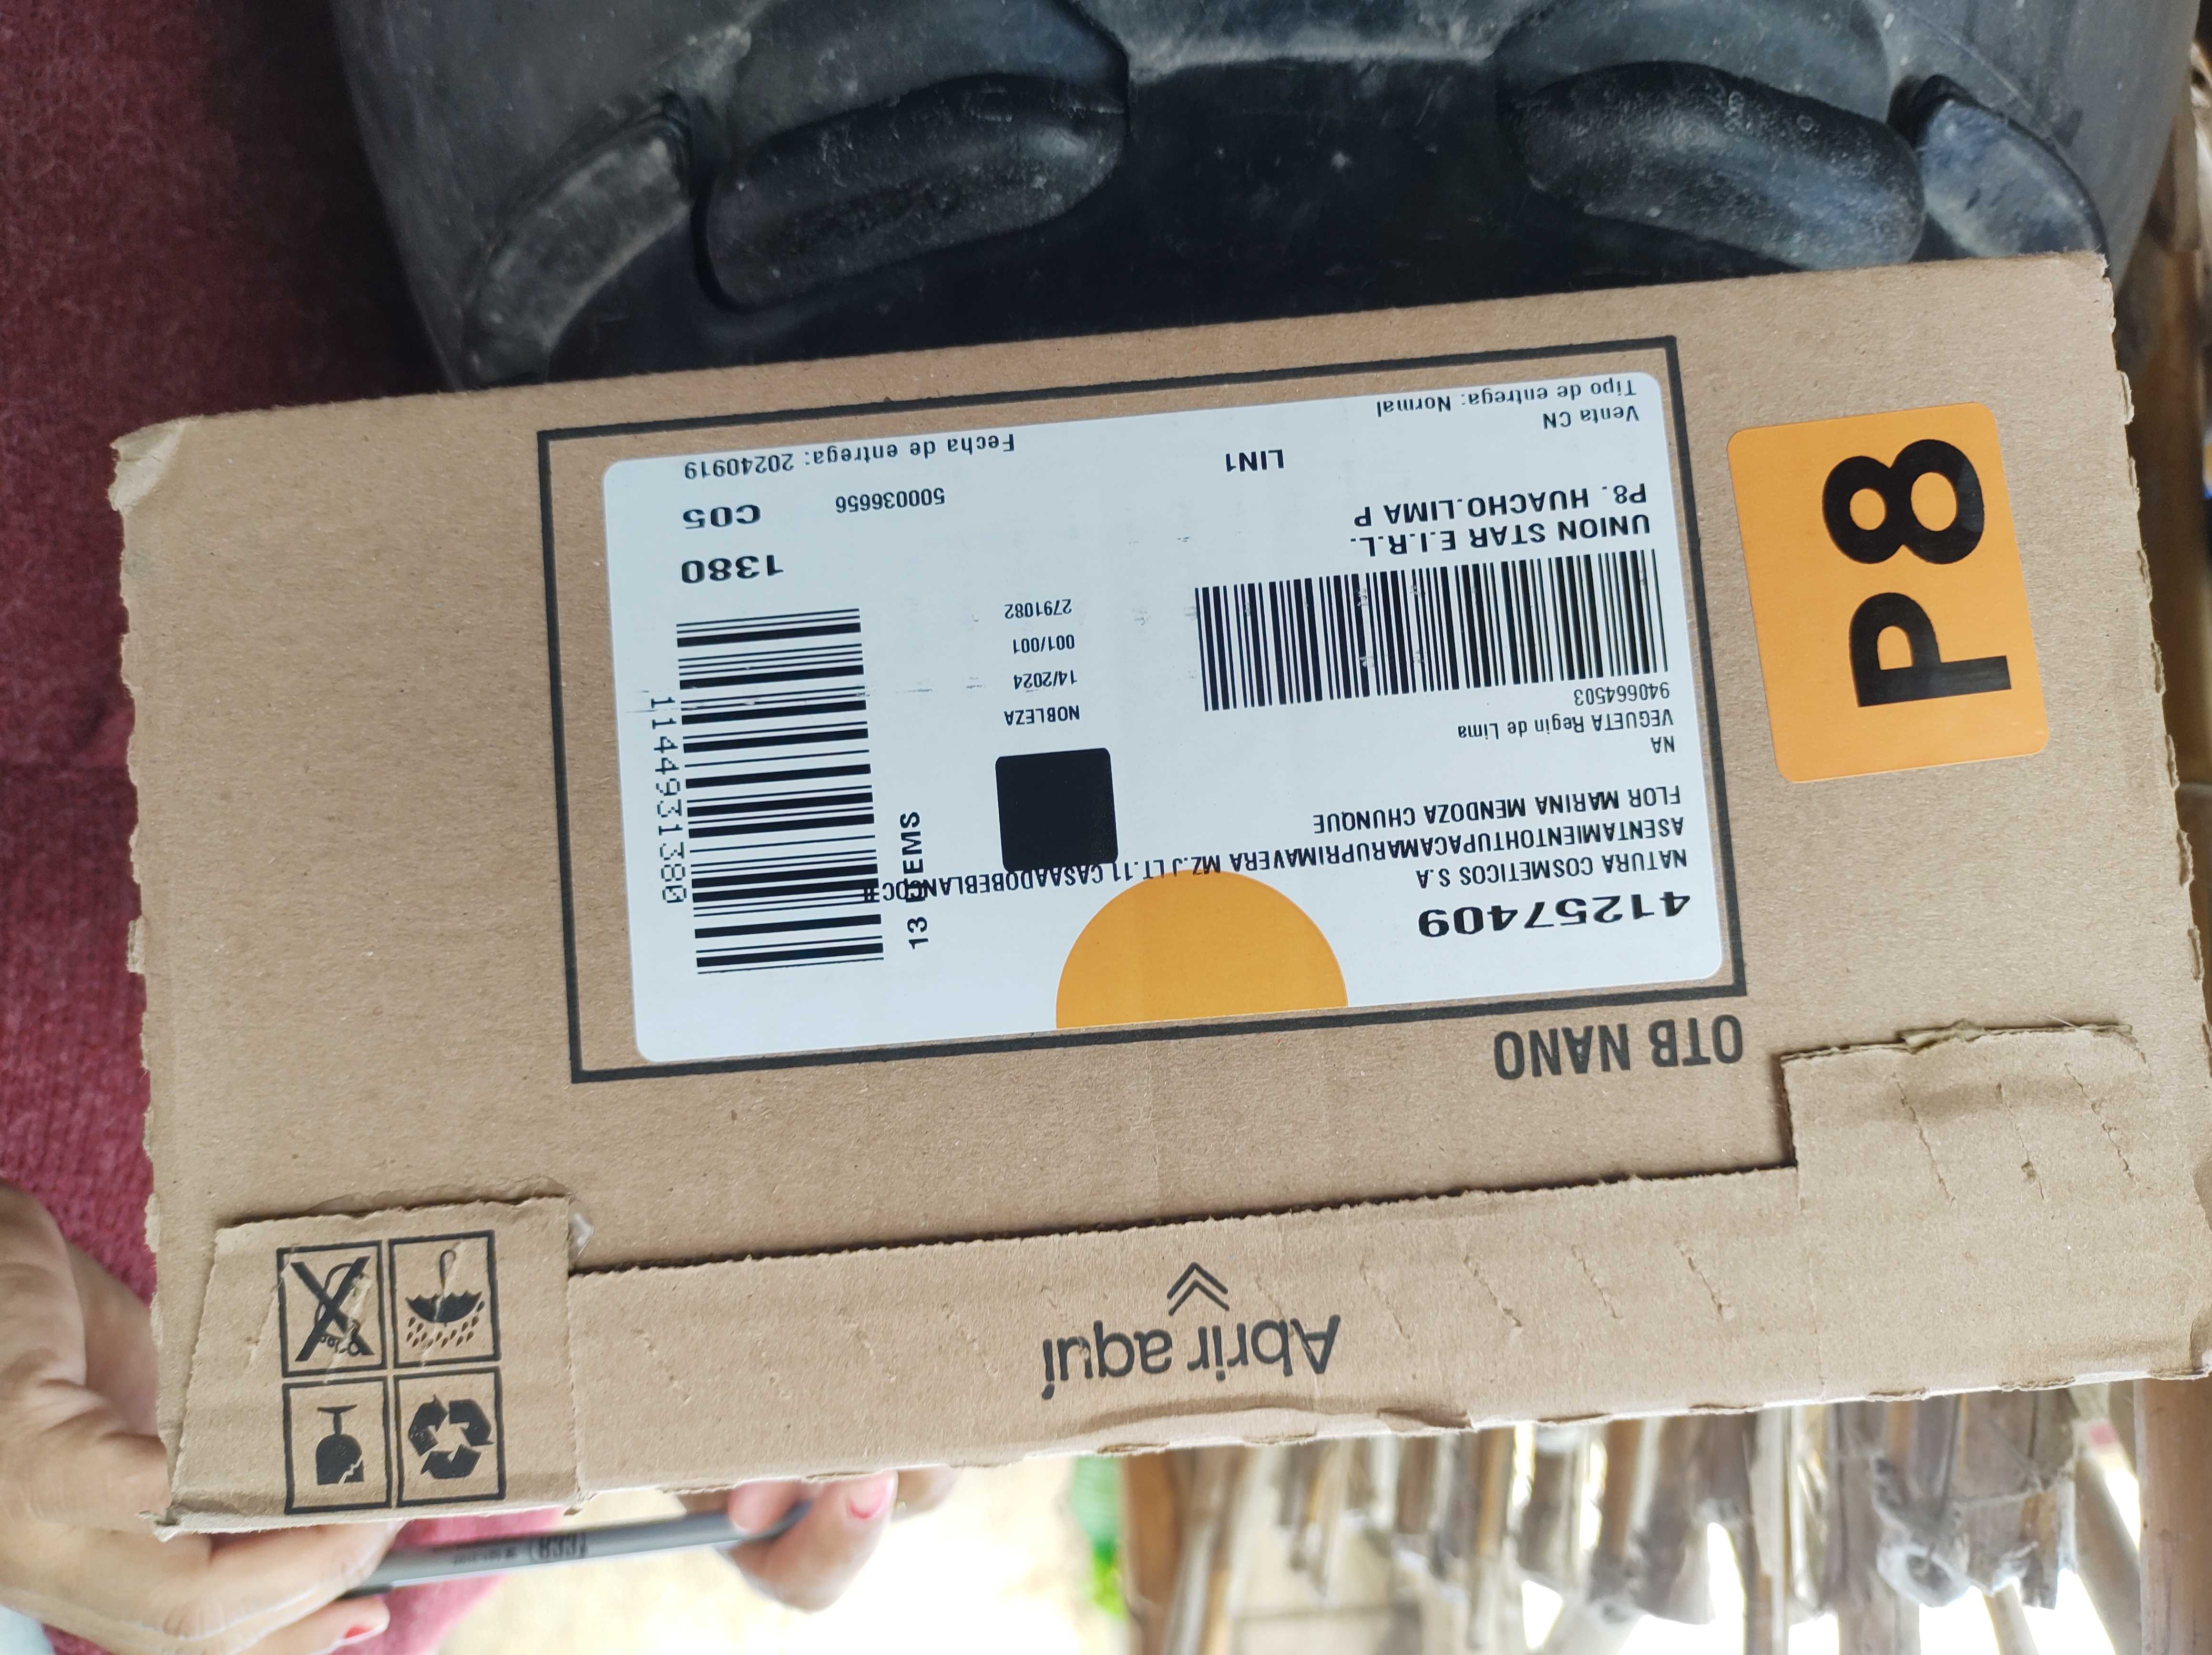 Abrir aquí
OTB NANO
P8
41257409
NATURA COSMETICOS S.A
ASENTAMIENTOHTUPACAMARUPRIMAVERA MZ.J LT.11 CASAADOBEBLANCDC#
FLOR MARINA MENDOZA CHUNQUE
NA
VEGUETA Regin de Lima
940664503
UNION STAR E.I.R.L.
P8. HUACHO.LIMA P
LIN1
Venta CN
Tipo de entrega: Normal
NOBLEZA
14/2024
001/001
2791082
13 ITEMS
1144931380
1380
C05
500036656
Fecha de entrega: 20240919